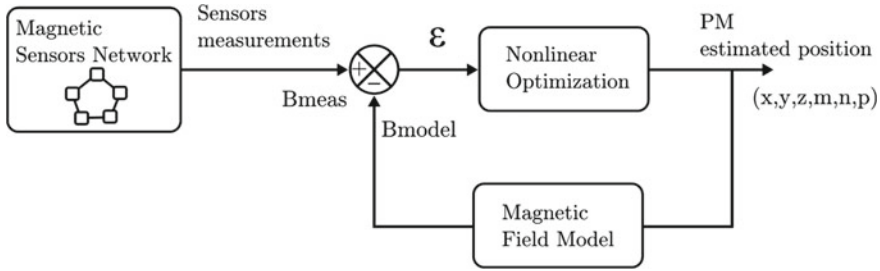 Magnetic
Sensors Network
Sensors
measurements
+
−
Bmeas
ε
Nonlinear
Optimization
PM
estimated position
(x,y,z,m,n,p)
Bmodel
Magnetic
Field Model